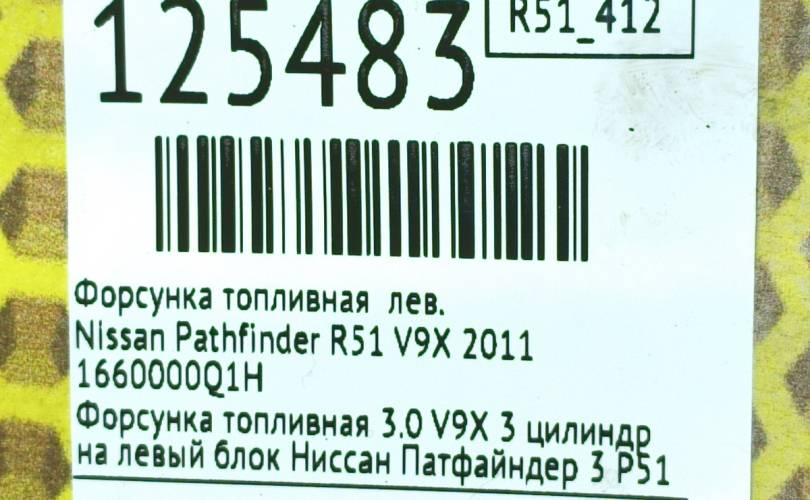 125483
R51_412
Форсунка топливная лев.
Nissan Pathfinder R51 V9X 2011
1660000Q1H
Форсунка топливная 3.0 V9X 3 цилиндр
на левый блок Ниссан Патфайндер 3 Р51